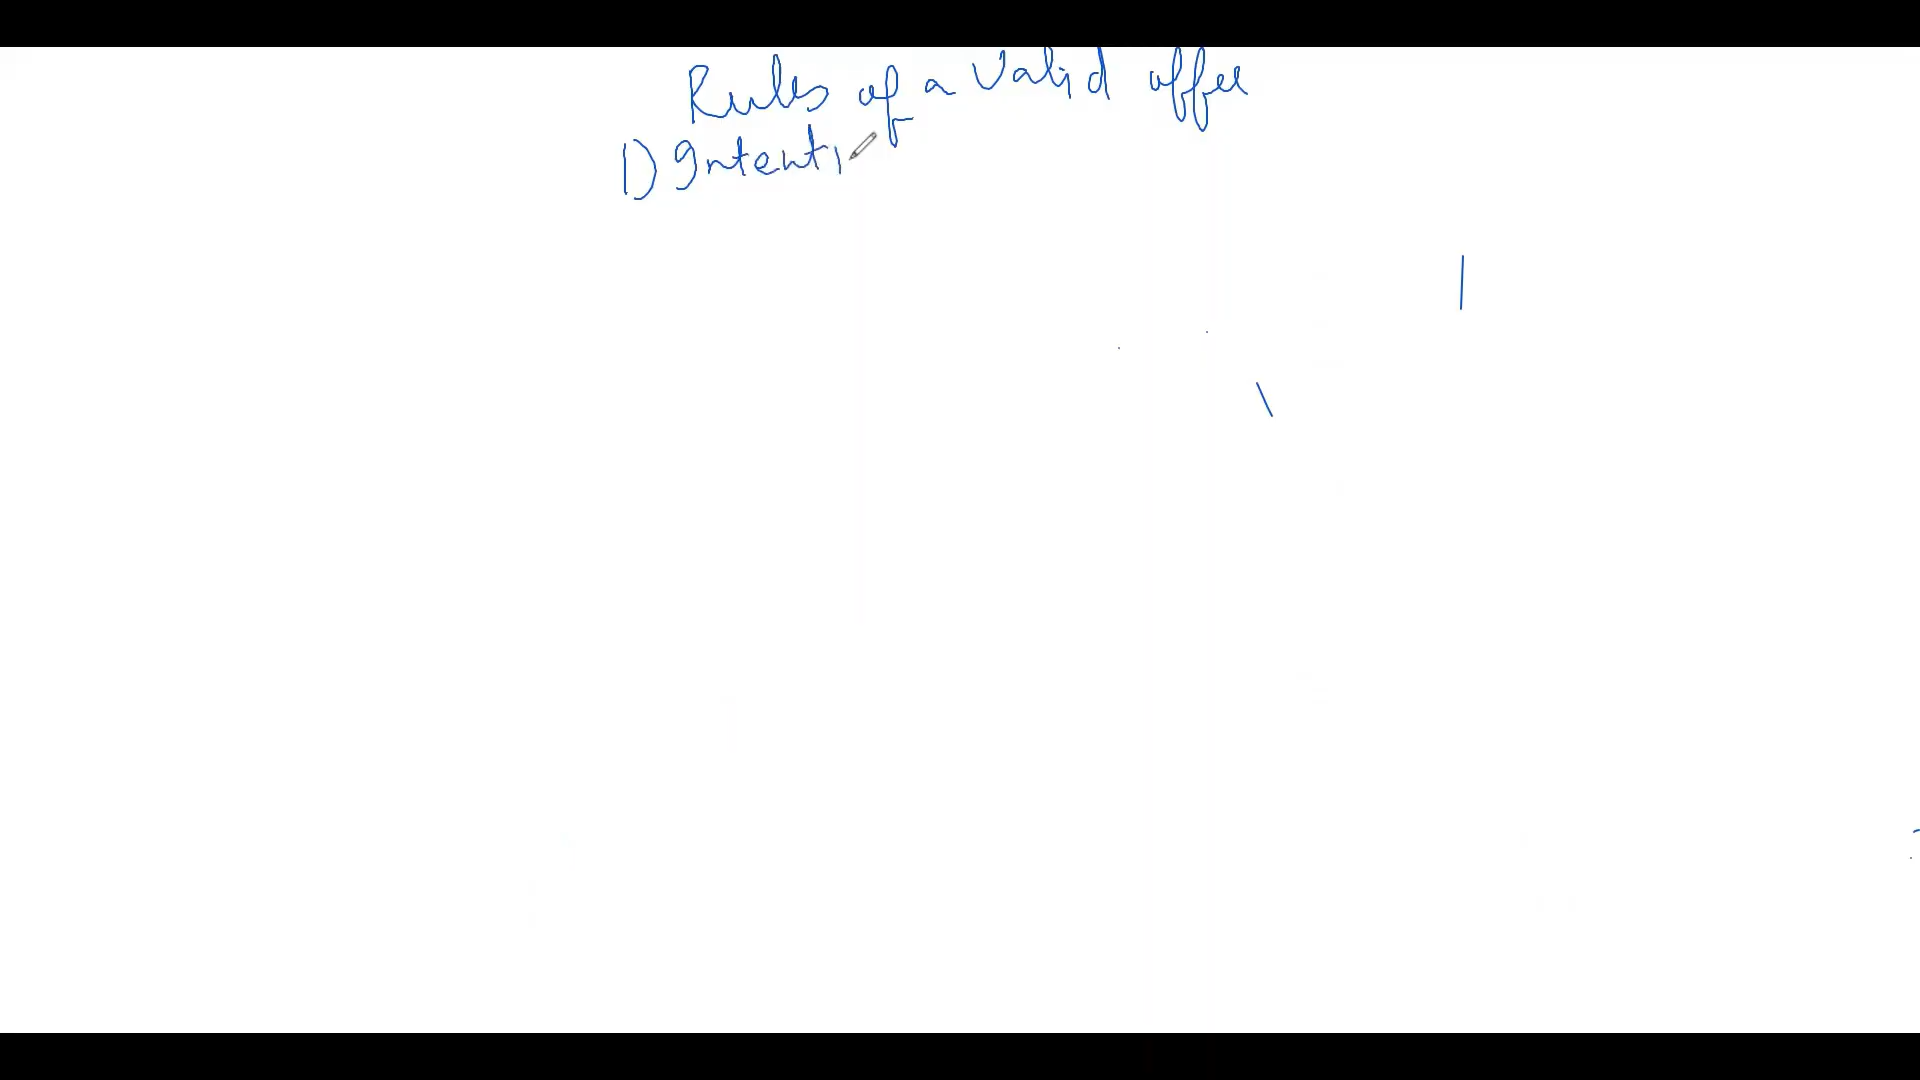 Rules of a Valid offer
1) Intenti